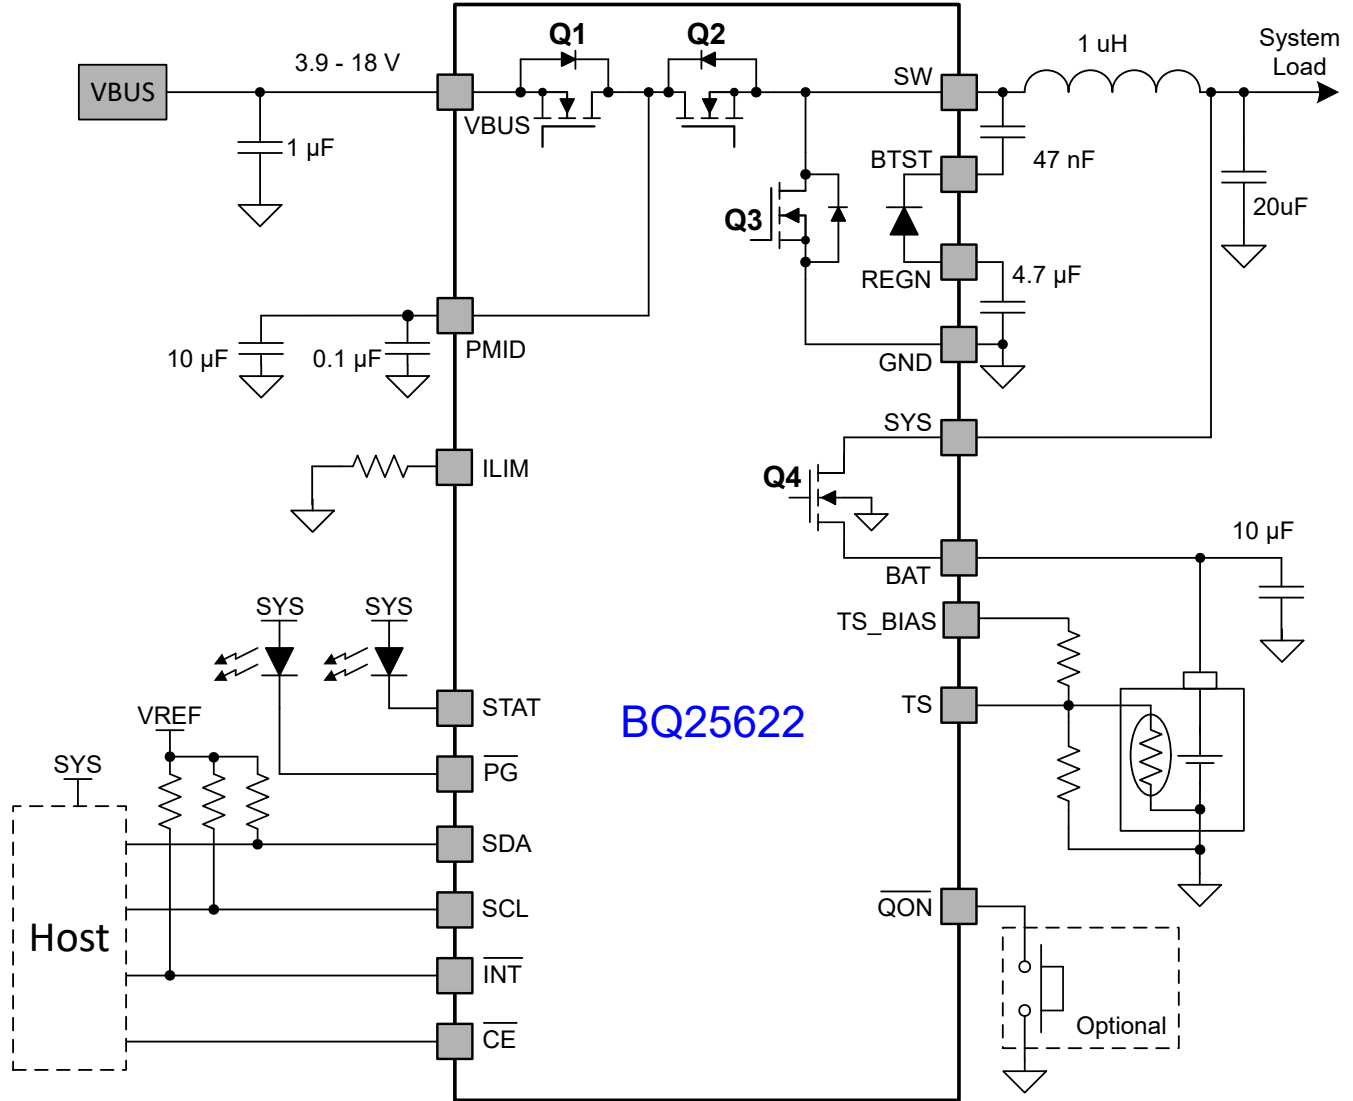 Q1
Q2
3.9 - 18 V
VBUS
VBUS
1 µF
SW
1 uH
System
Load
BTST
47 nF
20uF
Q3
REGN
4.7 µF
GND
10 µF
0.1 µF
PMID
SYS
ILIM
Q4
10 µF
BAT
TS_BIAS
SYS
SYS
STAT
TS
BQ25622
VREF
SYS
PG
SDA
SCL
QON
Host
INT
Optional
CE